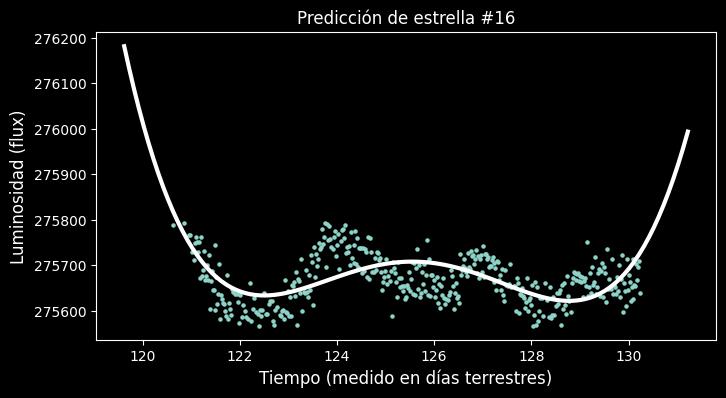 Predicción de estrella #16
276200
276100
276000
275900
275800
275700
275600
Luminosidad (flux)
120 122 124 126 128 130
Tiempo (medido en días terrestres)